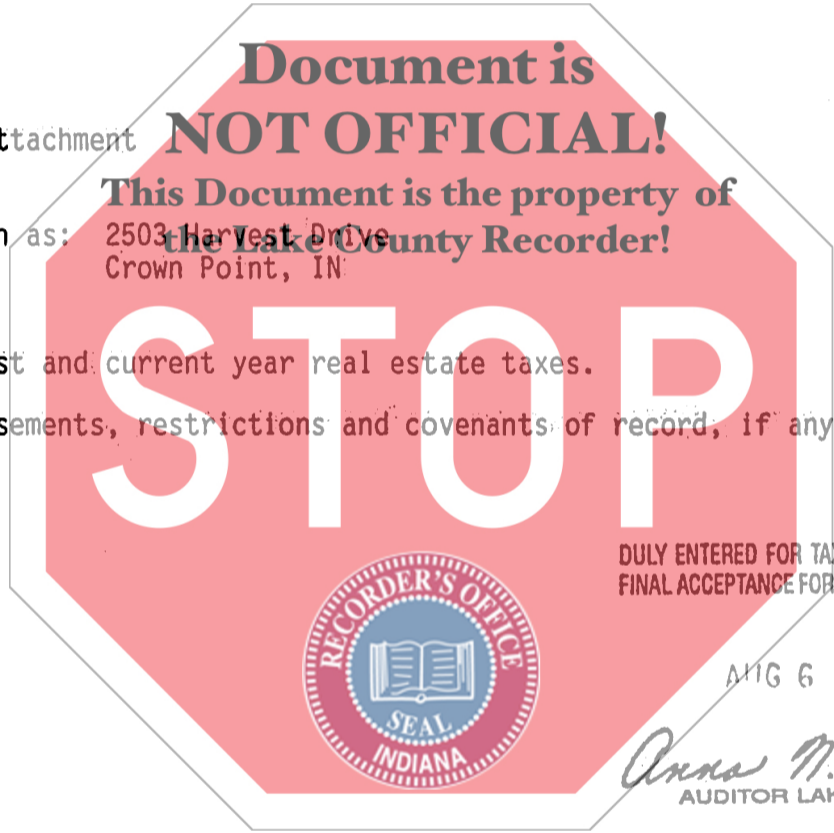 Document is
ttachment NOT OFFICIAL!
This Document is the property of
as: 2503 Harvest Drive
the Lake County Recorder!
Crown Point, IN
STOP
st and current year real estate taxes.
sements, restrictions and covenants of record, if any
DULY ENTERED FOR TAX
FINAL ACCEPTANCE FOR
RECORDER'S OFFICE
AUG 6
SEAL
INDIANA
Anna N.
AUDITOR LAK